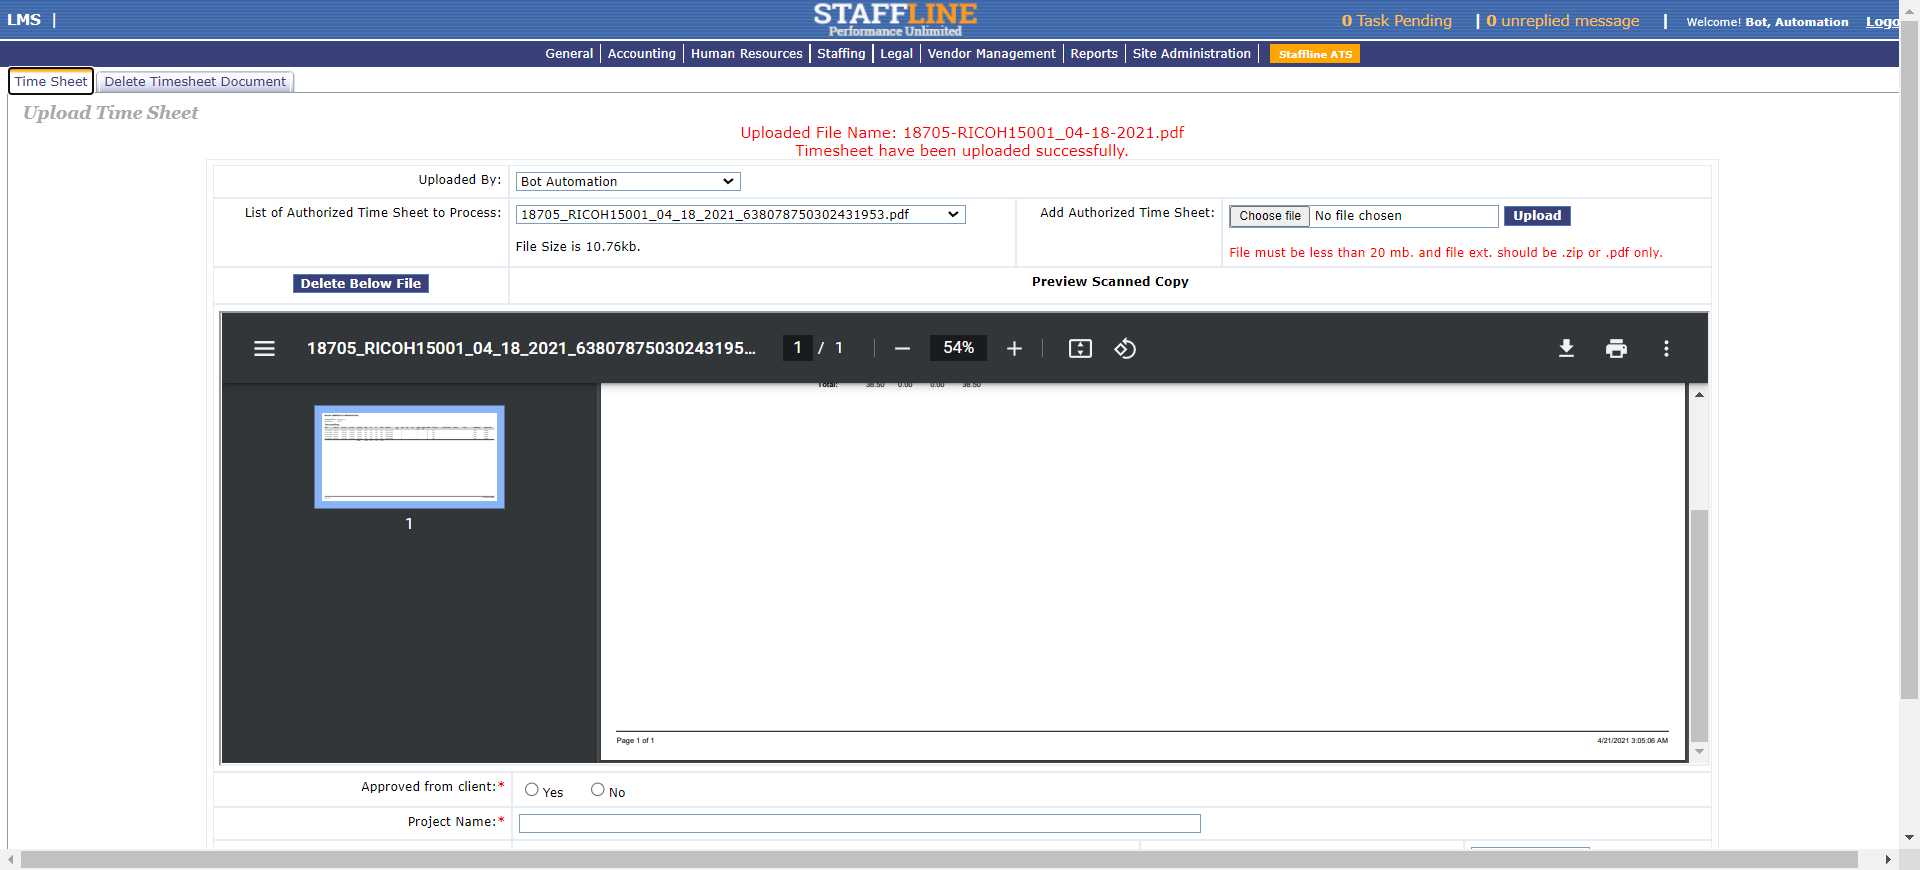 LMS |
STAFFLINE
Performance Unlimited
0 Task Pending | 0 unreplied message | Welcome! Bot, Automation Logo
General | Accounting | Human Resources | Staffing | Legal | Vendor Management | Reports | Site Administration | Staffline ATS
Time Sheet Delete Timesheet Document
Upload Time Sheet
Uploaded File Name: 18705-RICOH15001_04-18-2021.pdf
Timesheet have been uploaded successfully.
Uploaded By: Bot Automation
List of Authorized Time Sheet to Process: 18705_RICOH15001_04_18_2021_638078750302431953.pdf Add Authorized Time Sheet: Choose file No file chosen Upload
File Size is 10.76kb. File must be less than 20 mb. and file ext. should be .zip or .pdf only.
Delete Below File Preview Scanned Copy
18705_RICOH15001_04_18_2021_63807875030243195... 1 / 1 54%
Total: 38.50 0.00 0.00 38.50
1
Page 1 of 1 4/21/2021 3:05:06 AM
Approved from client:* Yes No
Project Name:*